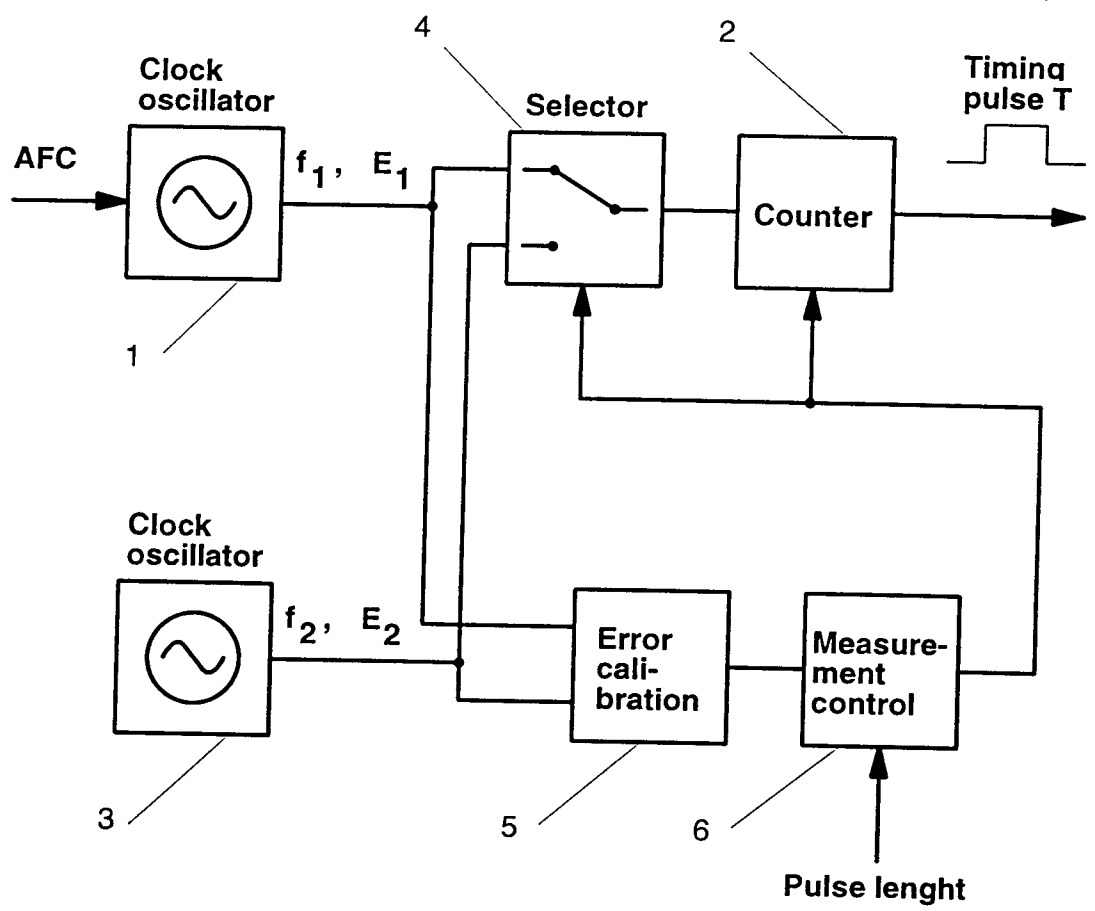 4
2
Clock
oscillator
Selector
Timing
pulse T
AFC
f1, E1
Counter
1
Clock
oscillator
f2, E2
Error
cali-
bration
Measure-
ment
control
3
5
6
Pulse lenght